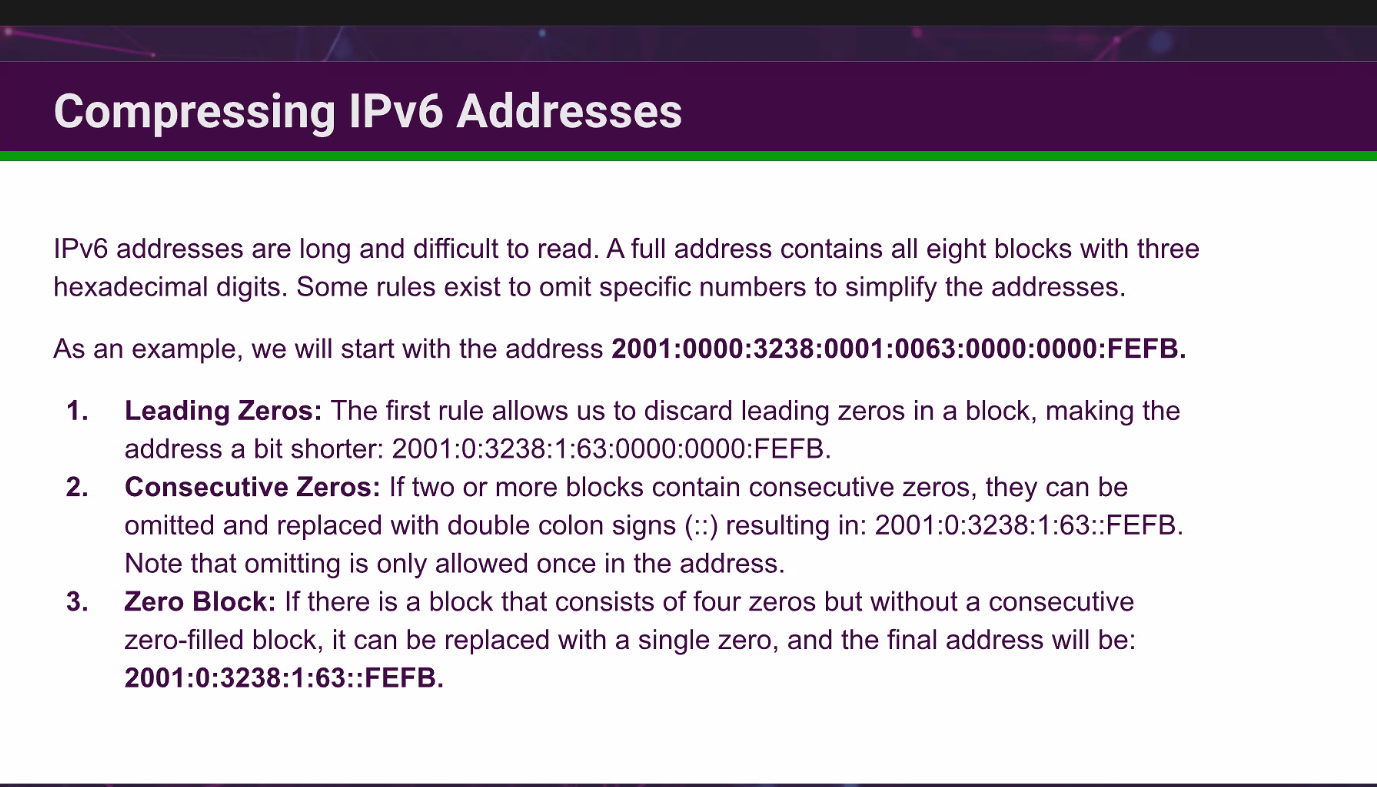 Compressing IPv6 Addresses
IPv6 addresses are long and difficult to read. A full address contains all eight blocks with three
hexadecimal digits. Some rules exist to omit specific numbers to simplify the addresses.
As an example, we will start with the address 2001:0000:3238:0001:0063:0000:0000:FEFB.
1. Leading Zeros: The first rule allows us to discard leading zeros in a block, making the
address a bit shorter: 2001:0:3238:1:63:0000:0000:FEFB.
2. Consecutive Zeros: If two or more blocks contain consecutive zeros, they can be
omitted and replaced with double colon signs (::) resulting in: 2001:0:3238:1:63::FEFB.
Note that omitting is only allowed once in the address.
3. Zero Block: If there is a block that consists of four zeros but without a consecutive
zero-filled block, it can be replaced with a single zero, and the final address will be:
2001:0:3238:1:63::FEFB.